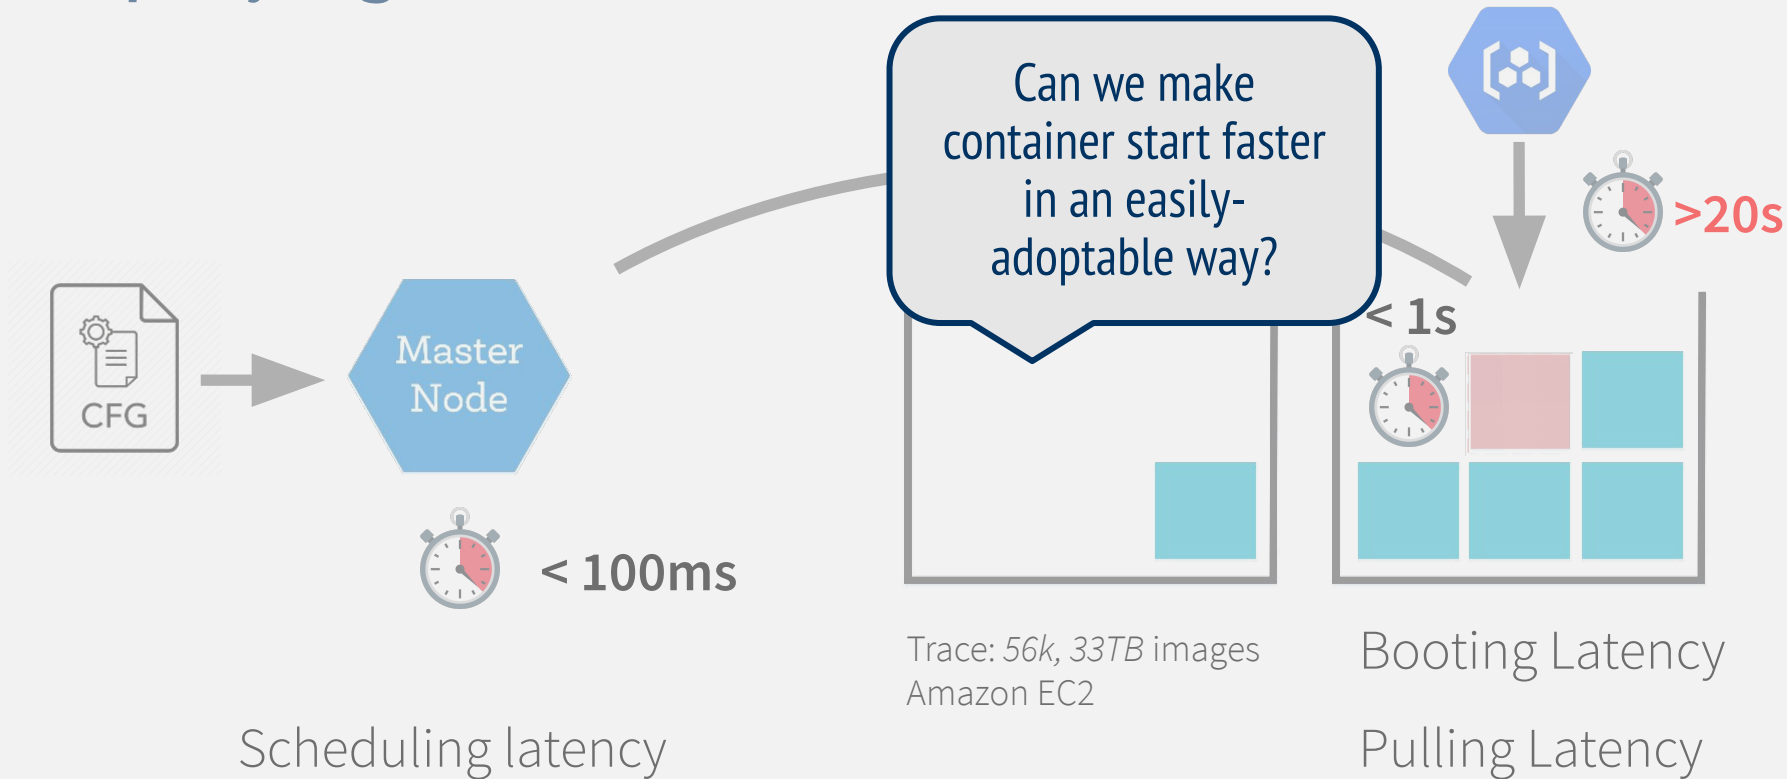 Can we make
container start faster
in an easily-
adoptable way?
>20s
< 1s
Master
Node
CFG
< 100ms
Trace: 56k, 33TB images
Amazon EC2
Booting Latency
Scheduling latency
Pulling Latency